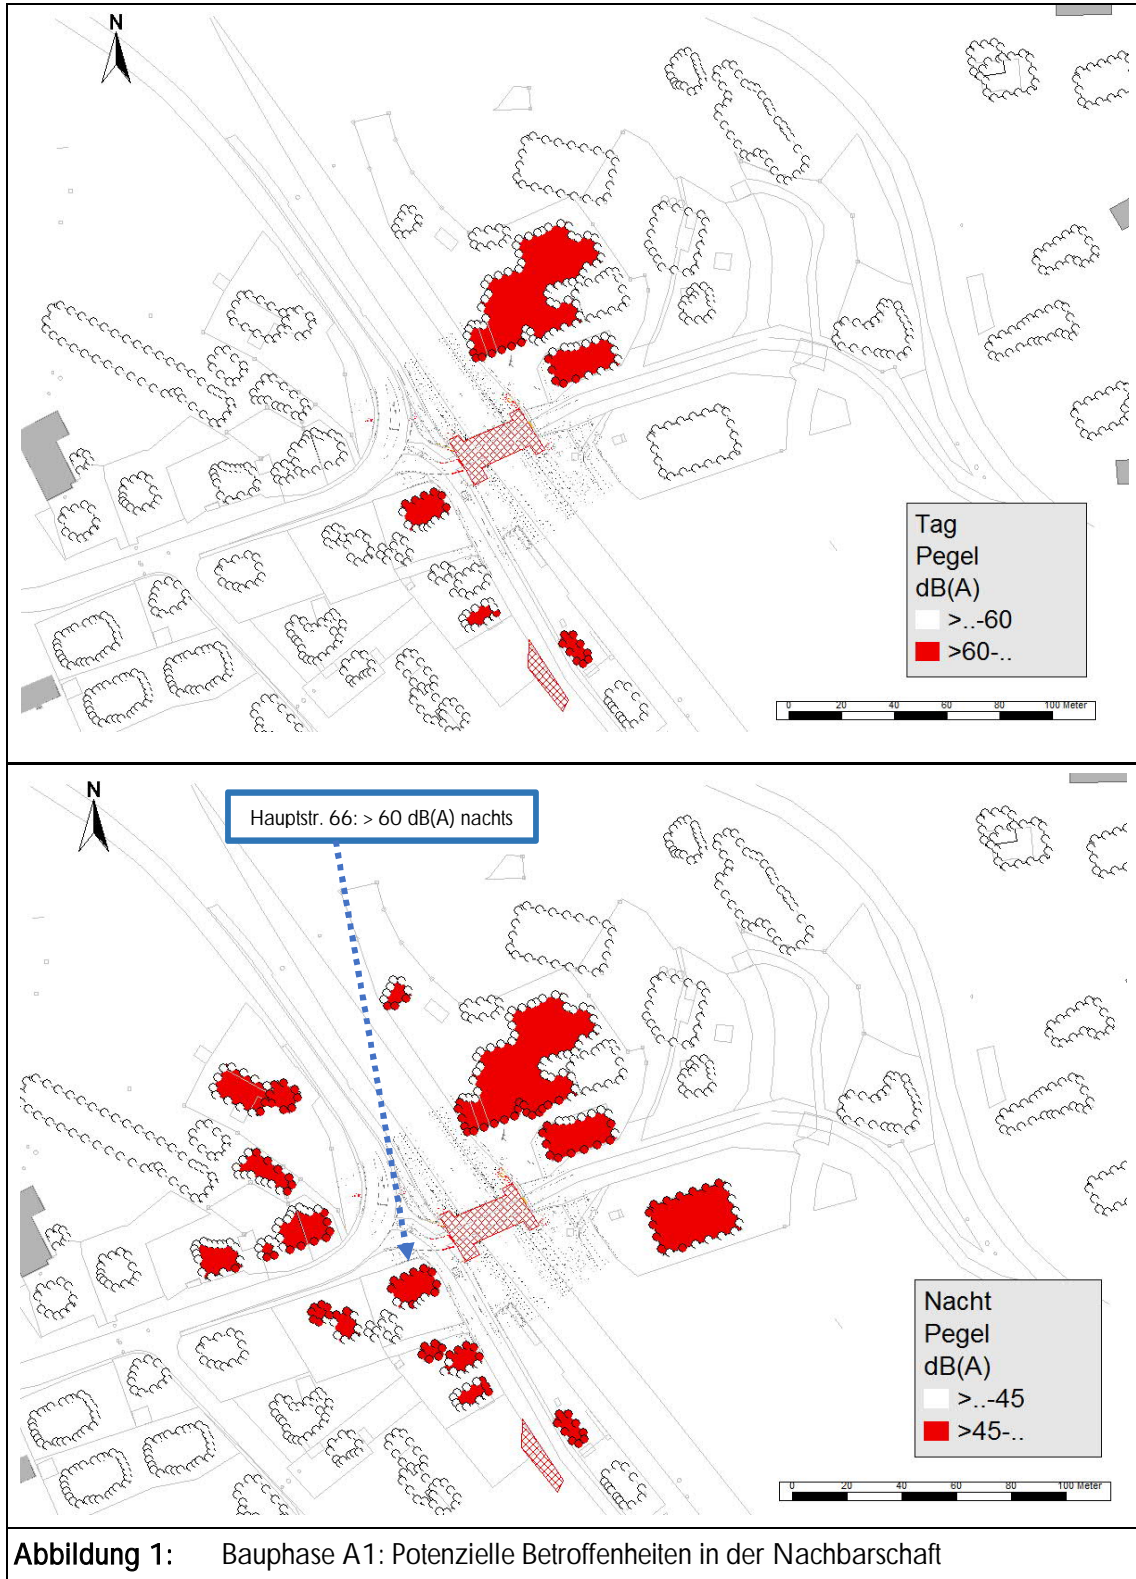 N
Tag
Pegel
dB(A)
>..-60
>60-..
0 20 40 60 80 100 Meter
N
Hauptstr. 66: > 60 dB(A) nachts
Nacht
Pegel
dB(A)
>..-45
>45-..
0 20 40 60 80 100 Meter
Abbildung 1: Bauphase A1: Potenzielle Betroffenheiten in der Nachbarschaft